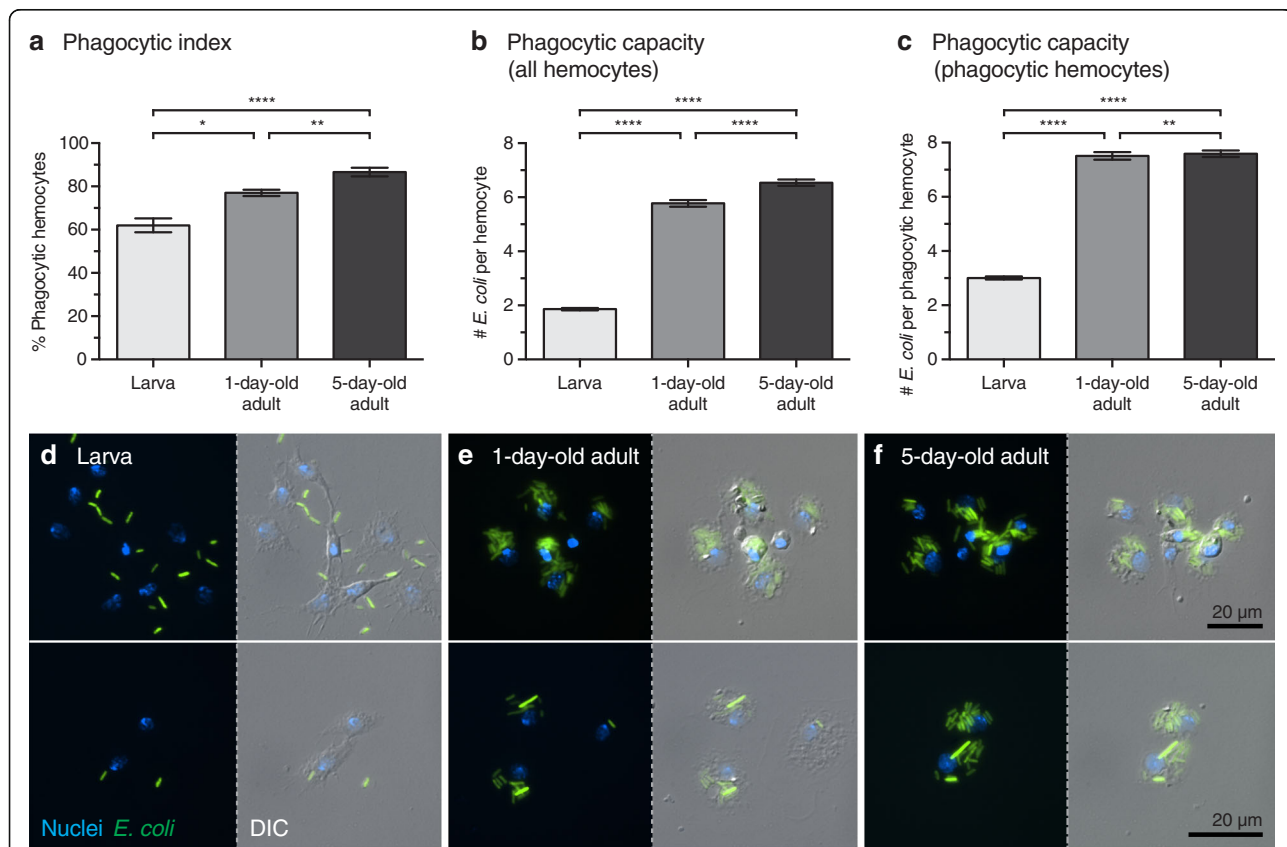 a Phagocytic index
b Phagocytic capacity
(all hemocytes)
c Phagocytic capacity
(phagocytic hemocytes)
****
* **
% Phagocytic hemocytes
100
80
60
40
20
0
Larva
1-day-old
adult
5-day-old
adult
****
**** ****
# E. coli per hemocyte
8
6
4
2
0
Larva
1-day-old
adult
5-day-old
adult
****
**** **
# E. coli per phagocytic hemocyte
8
6
4
2
0
Larva
1-day-old
adult
5-day-old
adult
d Larva
e 1-day-old adult
f 5-day-old adult
20 µm
Nuclei E. coli
DIC
20 µm